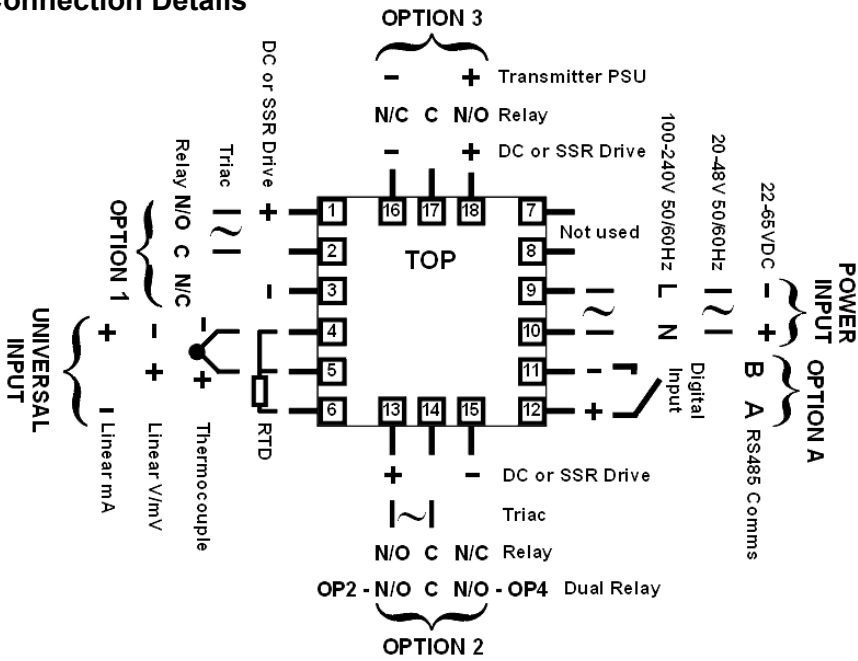 Connection Details
OPTION 3
- + Transmitter PSU
N/C C N/O Relay
- + DC or SSR Drive
16 17 18
TOP
1
2
3
4
5
6
7
8
9
10
11
12
13 14 15
Not used
DC or SSR Drive + -
Triac ~
Relay N/O C N/C
OPTION 1
UNIVERSAL
INPUT
+ - Linear mA
- + Linear V/mV
- + Thermocouple
RTD
100-240V 50/60Hz L N
20-48V 50/60Hz ~
22-65VDC - +
POWER
INPUT
- +
Digital
Input
OPTION A
B A RS485 Comms
+ - DC or SSR Drive
~ Triac
N/O C N/C Relay
OP2 - N/O C N/O - OP4 Dual Relay
OPTION 2